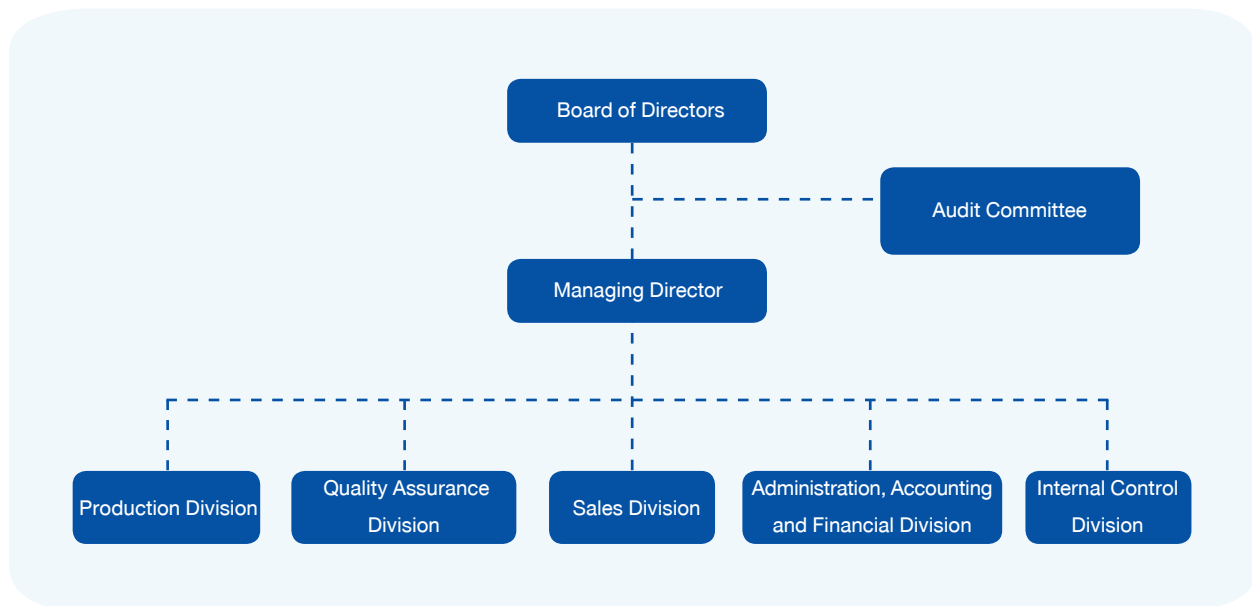 Board of Directors
Audit Committee
Managing Director
Production Division
Quality Assurance
Division
Sales Division
Administration, Accounting
and Financial Division
Internal Control
Division